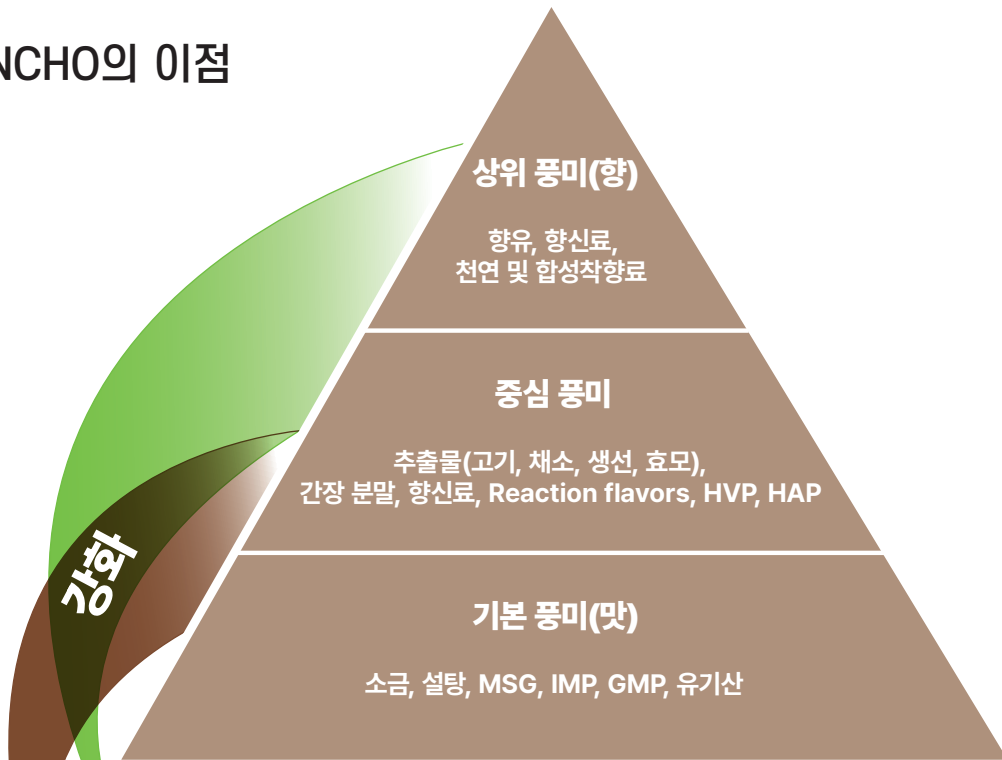 NCHO의 이점
상위 풍미(향)
향유, 향신료,
천연 및 합성착향료
중심 풍미
추출물(고기, 채소, 생선, 효모),
간장 분말, 향신료, Reaction flavors, HVP, HAP
강화
기본 풍미(맛)
소금, 설탕, MSG, IMP, GMP, 유기산